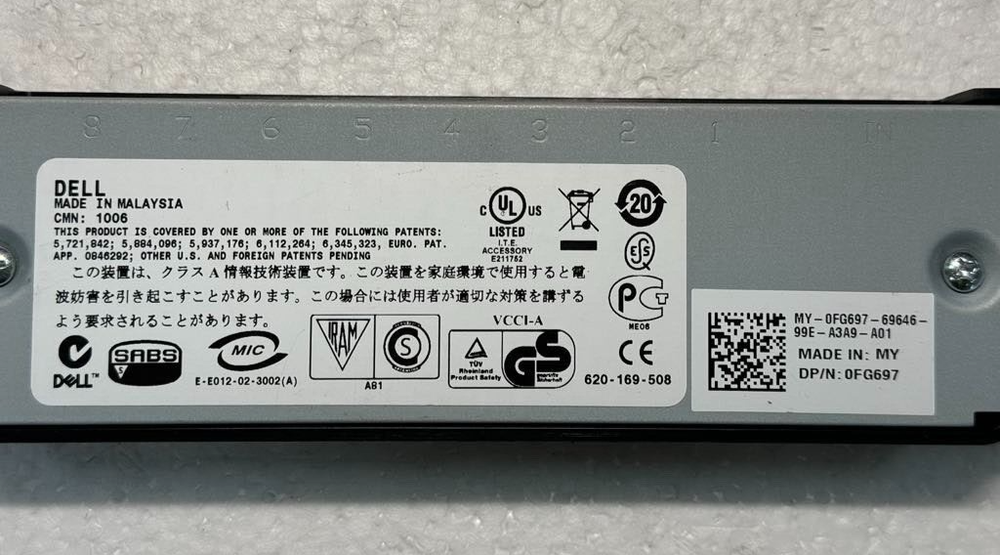 8 7 6 5 4 3 2 1 IN
DELL
MADE IN MALAYSIA
CMN: 1006
THIS PRODUCT IS COVERED BY ONE OR MORE OF THE FOLLOWING PATENTS:
5,721,842; 5,884,096; 5,937,176; 6,112,264; 6,345,323, EURO. PAT.
APP. 0846292; OTHER U.S. AND FOREIGN PATENTS PENDING
この装置は、クラス A 情報技術装置です。この装置を家庭環境で使用すると電
波妨害を引き起こすことがあります。この場合には使用者が適切な対策を講ずる
よう要求されることがあります。
VCCI-A
C UL US
LISTED
I.T.E.
ACCESSORY
E211752
20
PCT
ME06
CE
620-169-508
DELL™
SABS
S
MIC
E-E012-02-3002(A)
IRAM
S
A81
TÜV
Rheinland
Product Safety
GS
geprüfte
Sicherheit
MY-0FG697-69646-
99E-A3A9-A01
MADE IN: MY
DP/N: 0FG697